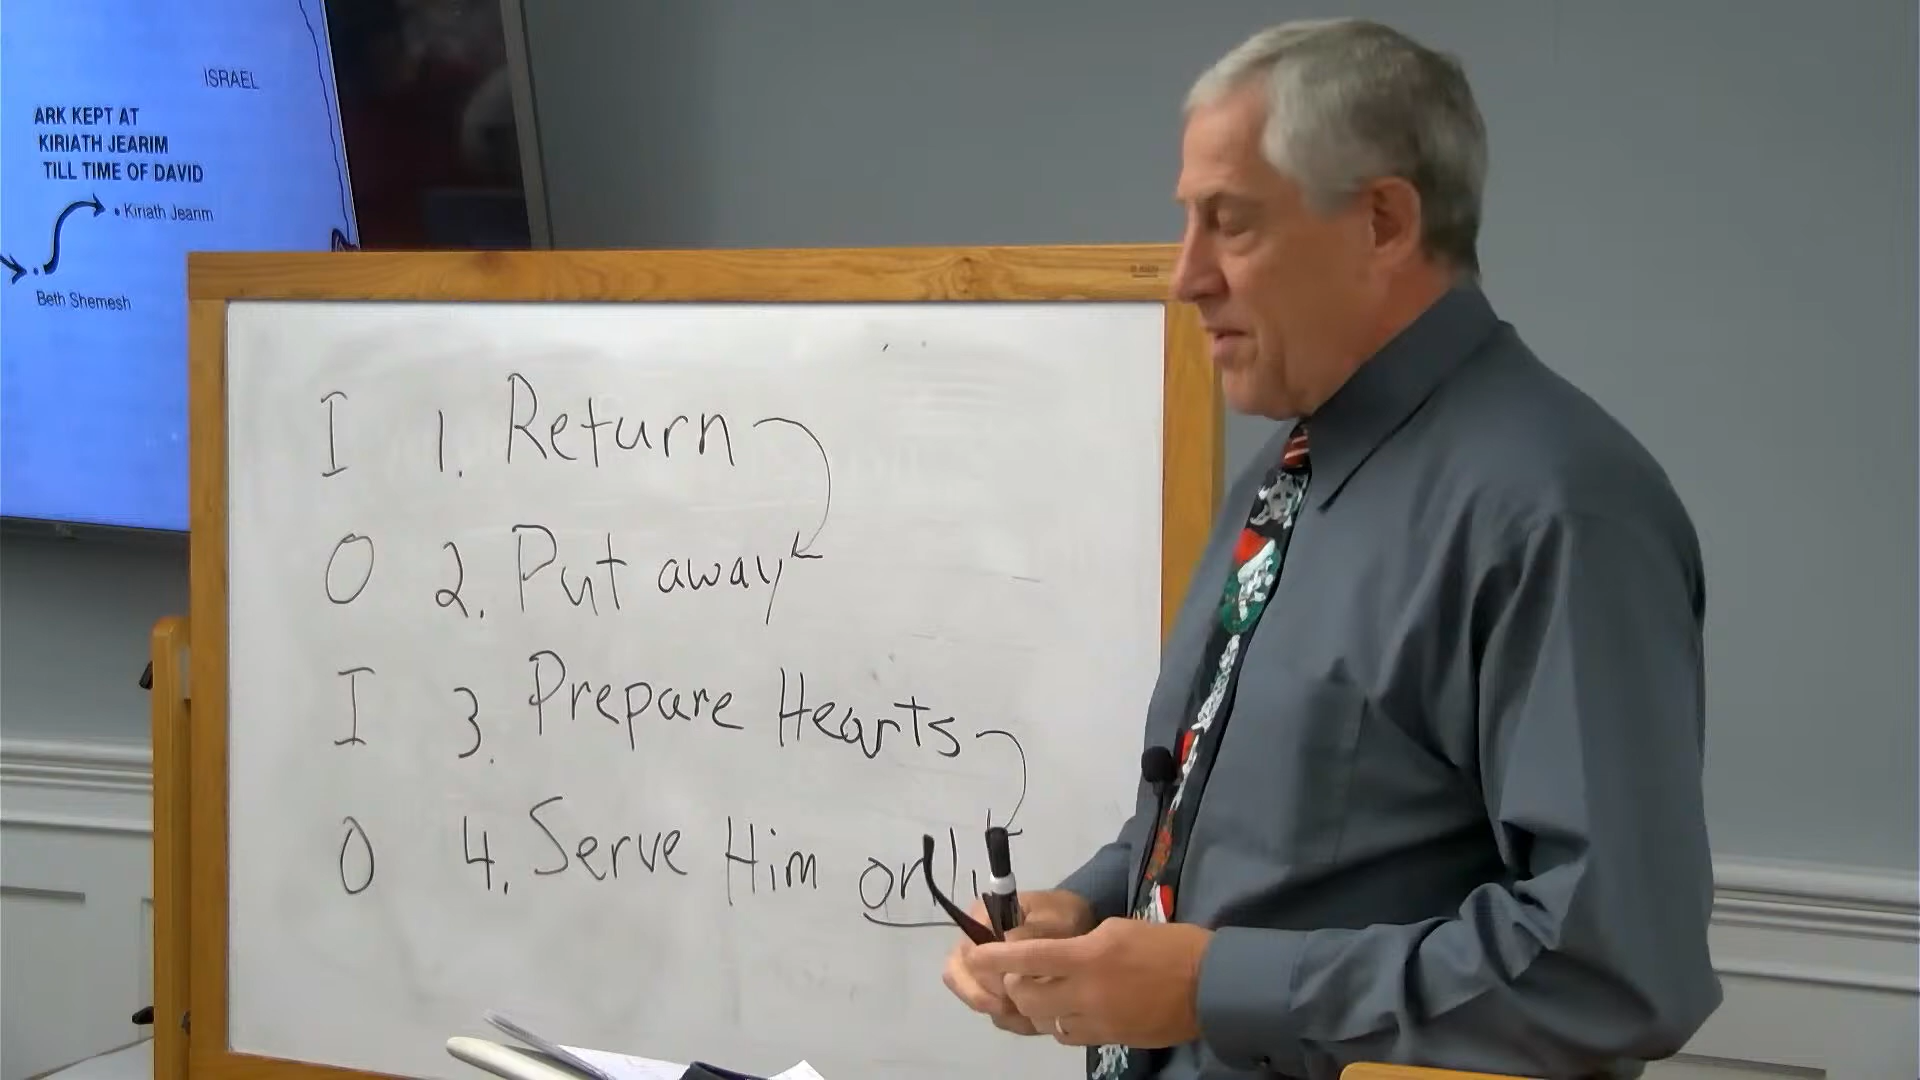 ISRAEL
ARK KEPT AT
KIRIATH JEARIM
TILL TIME OF DAVID
Kiriath Jearim
Beth Shemesh
I 1. Return
O 2. Put away
I 3. Prepare Hearts
O 4. Serve Him only